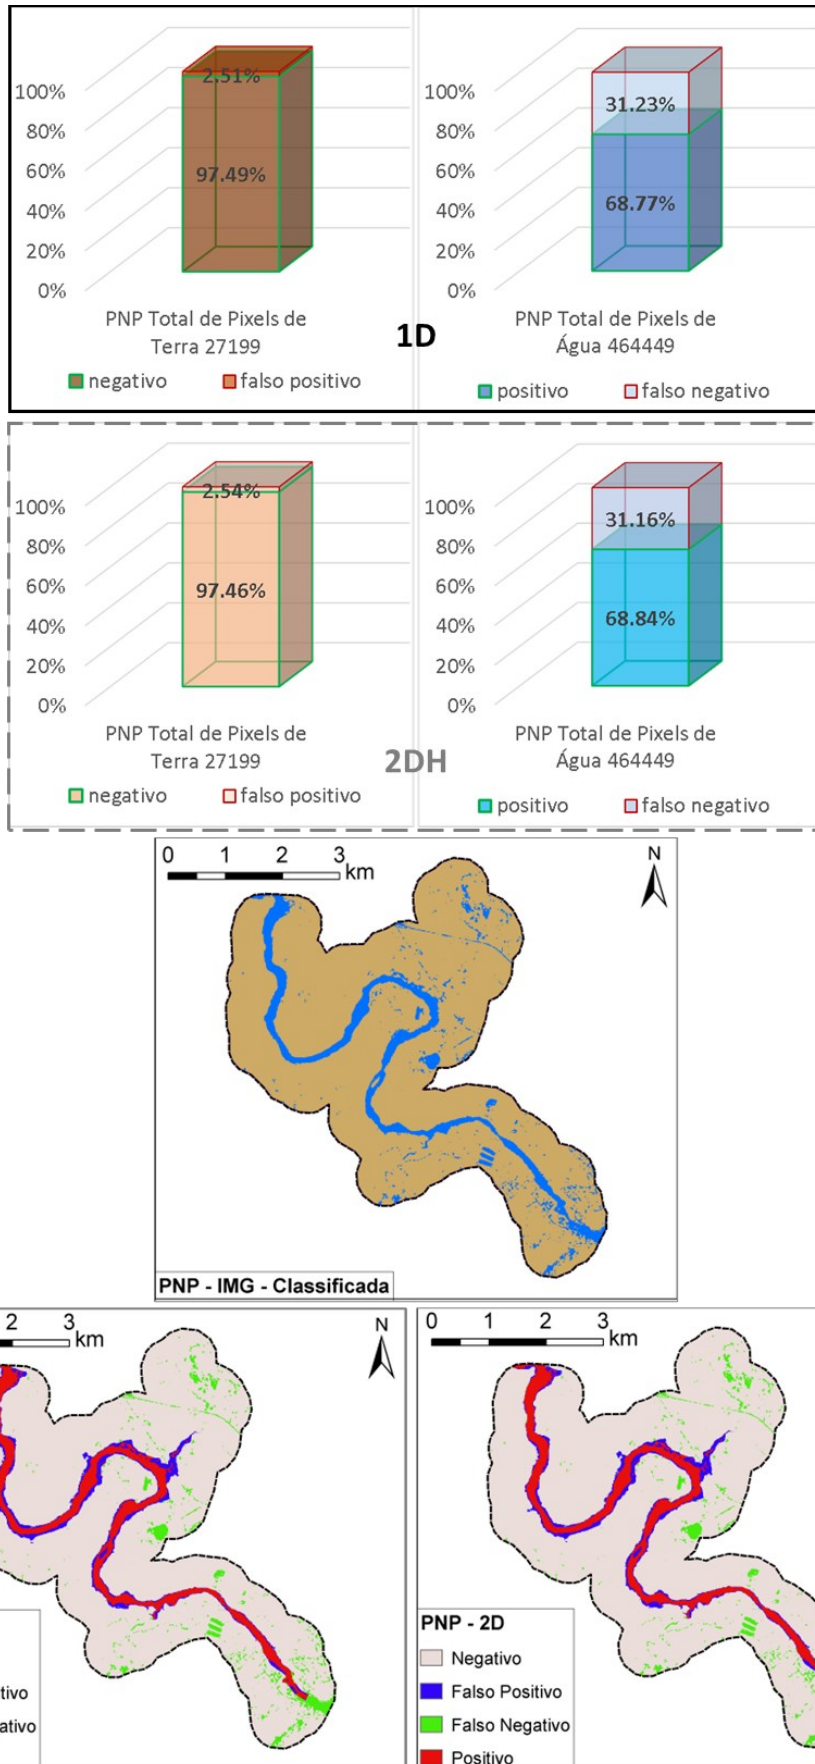 2.51%
100%
80%
97.49%
60%
40%
20%
0%
PNP Total de Pixels de
Terra 27199
negativo
falso positivo
100%
31.23%
80%
60%
68.77%
40%
20%
0%
PNP Total de Pixels de
Água 464449
positivo
falso negativo
1D
2.54%
100%
80%
97.46%
60%
40%
20%
0%
PNP Total de Pixels de
Terra 27199
negativo
falso positivo
100%
31.16%
80%
60%
68.84%
40%
20%
0%
PNP Total de Pixels de
Água 464449
positivo
falso negativo
2DH
0 1 2 3
km
N
PNP - IMG - Classificada
2 3
km
N
tivo
ativo
0 1 2 3
km
PNP - 2D
Negativo
Falso Positivo
Falso Negativo
Positivo